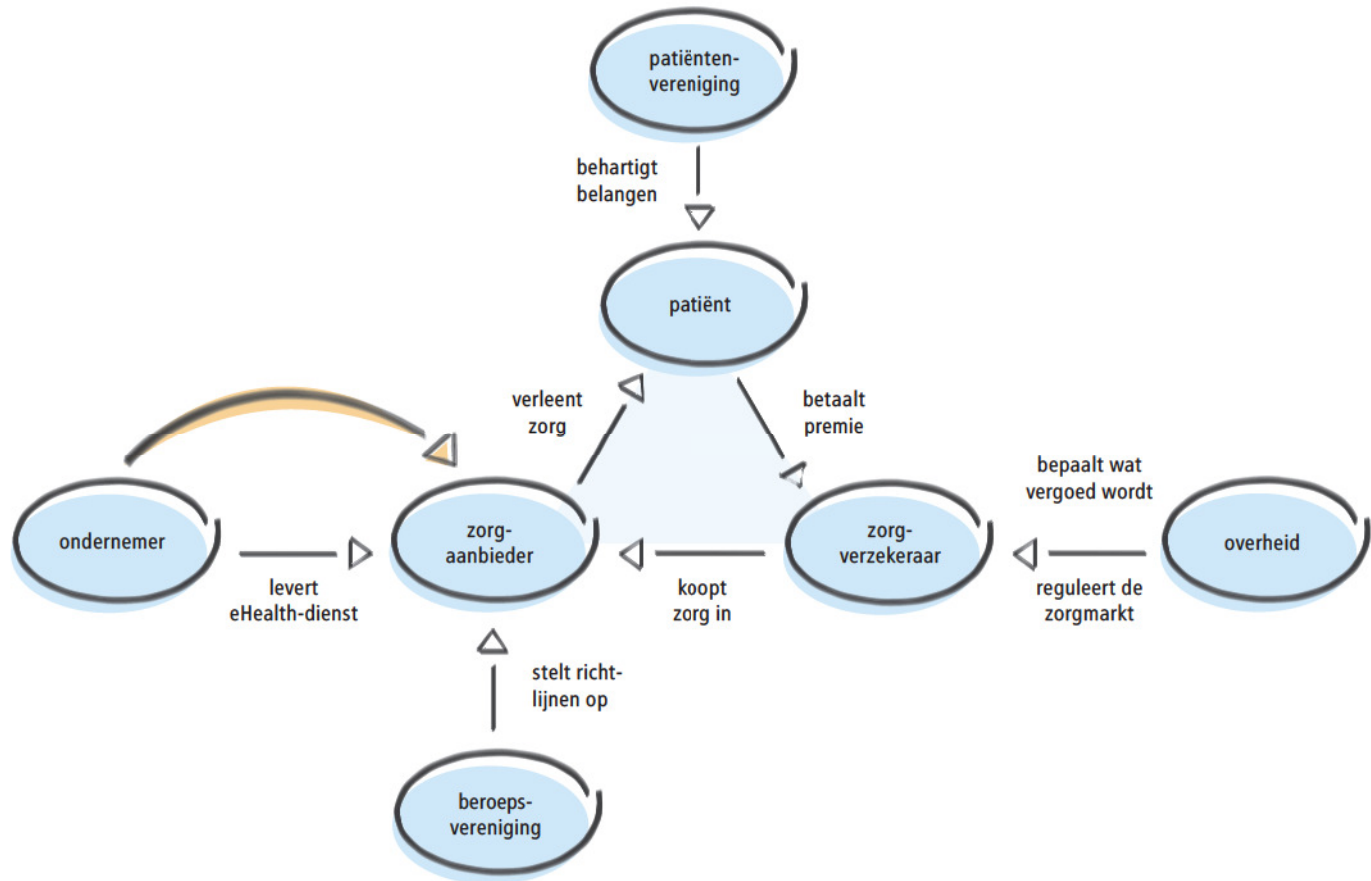 patiënten-
vereniging
behartigt
belangen
patiënt
verleent
zorg
betaalt
premie
bepaalt wat
vergoed wordt
ondernemer
zorg-
aanbieder
zorg-
verzekeraar
overheid
levert
eHealth-dienst
koopt
zorg in
reguleert de
zorgmarkt
stelt richt-
lijnen op
beroeps-
vereniging